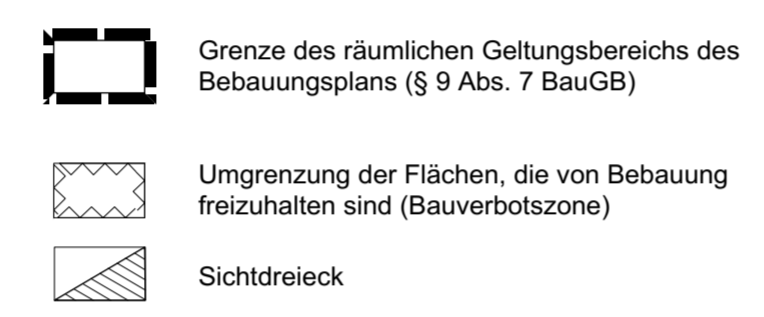 Grenze des räumlichen Geltungsbereichs des
Bebauungsplans (§ 9 Abs. 7 BauGB)
Umgrenzung der Flächen, die von Bebauung
freizuhalten sind (Bauverbotszone)
Sichtdreieck